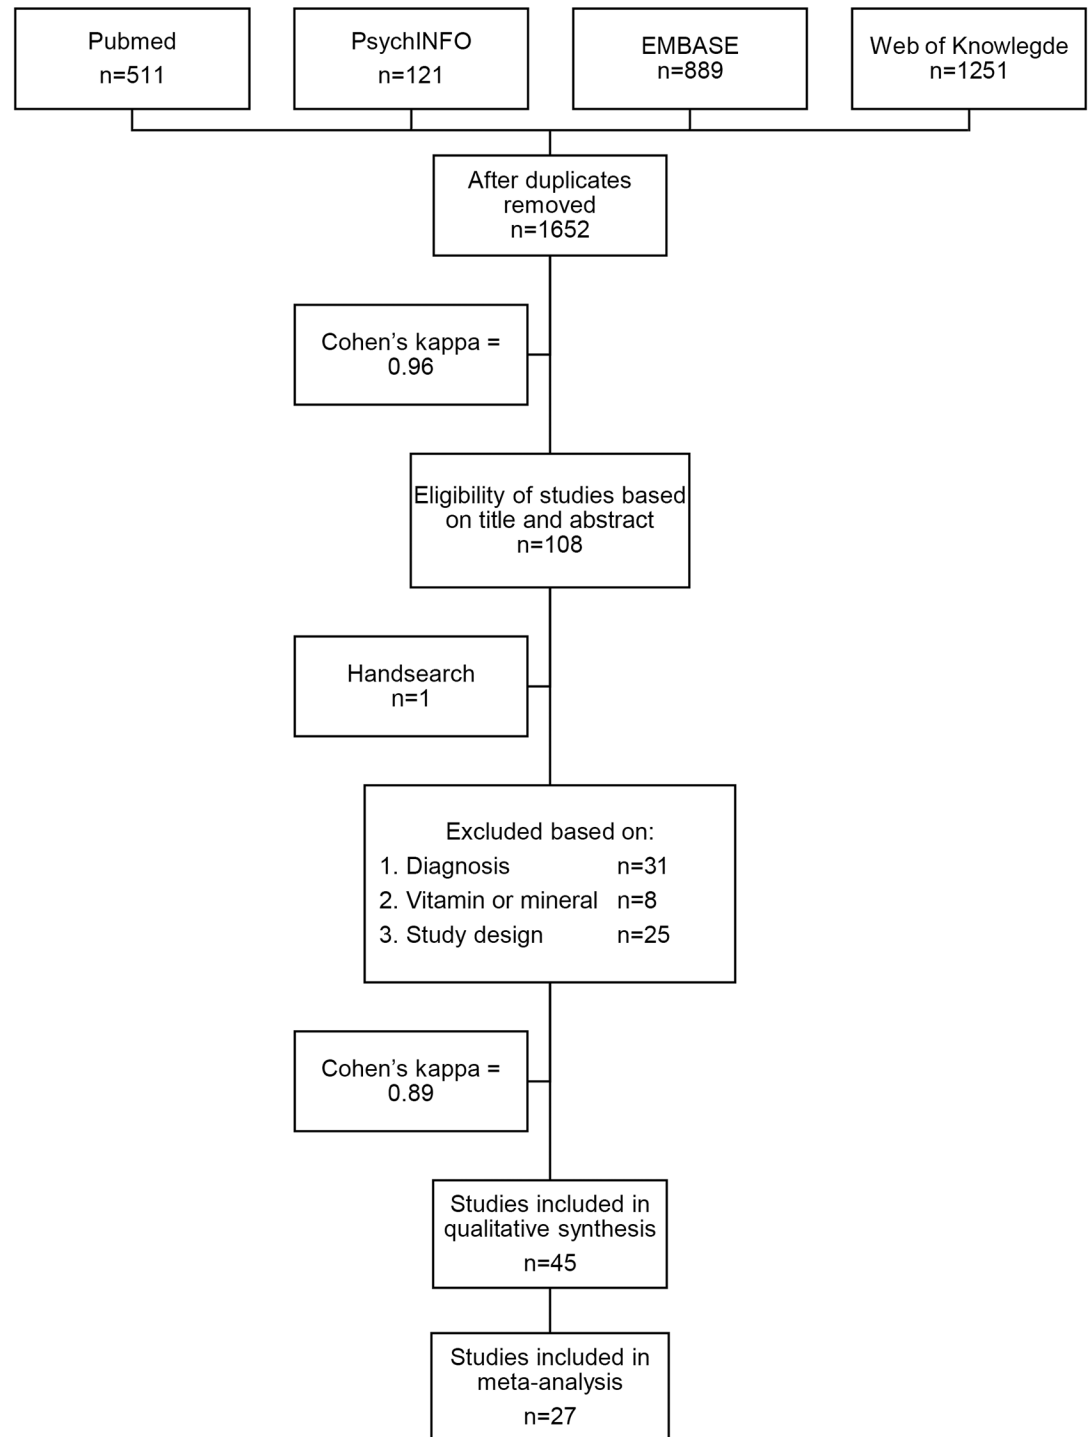 Pubmed
n=511
PsychINFO
n=121
EMBASE
n=889
Web of Knowlegde
n=1251
After duplicates
removed
n=1652
Cohen’s kappa =
0.96
Eligibility of studies based
on title and abstract
n=108
Handsearch
n=1
Excluded based on:
1. Diagnosis n=31
2. Vitamin or mineral n=8
3. Study design n=25
Cohen’s kappa =
0.89
Studies included in
qualitative synthesis
n=45
Studies included in
meta-analysis
n=27